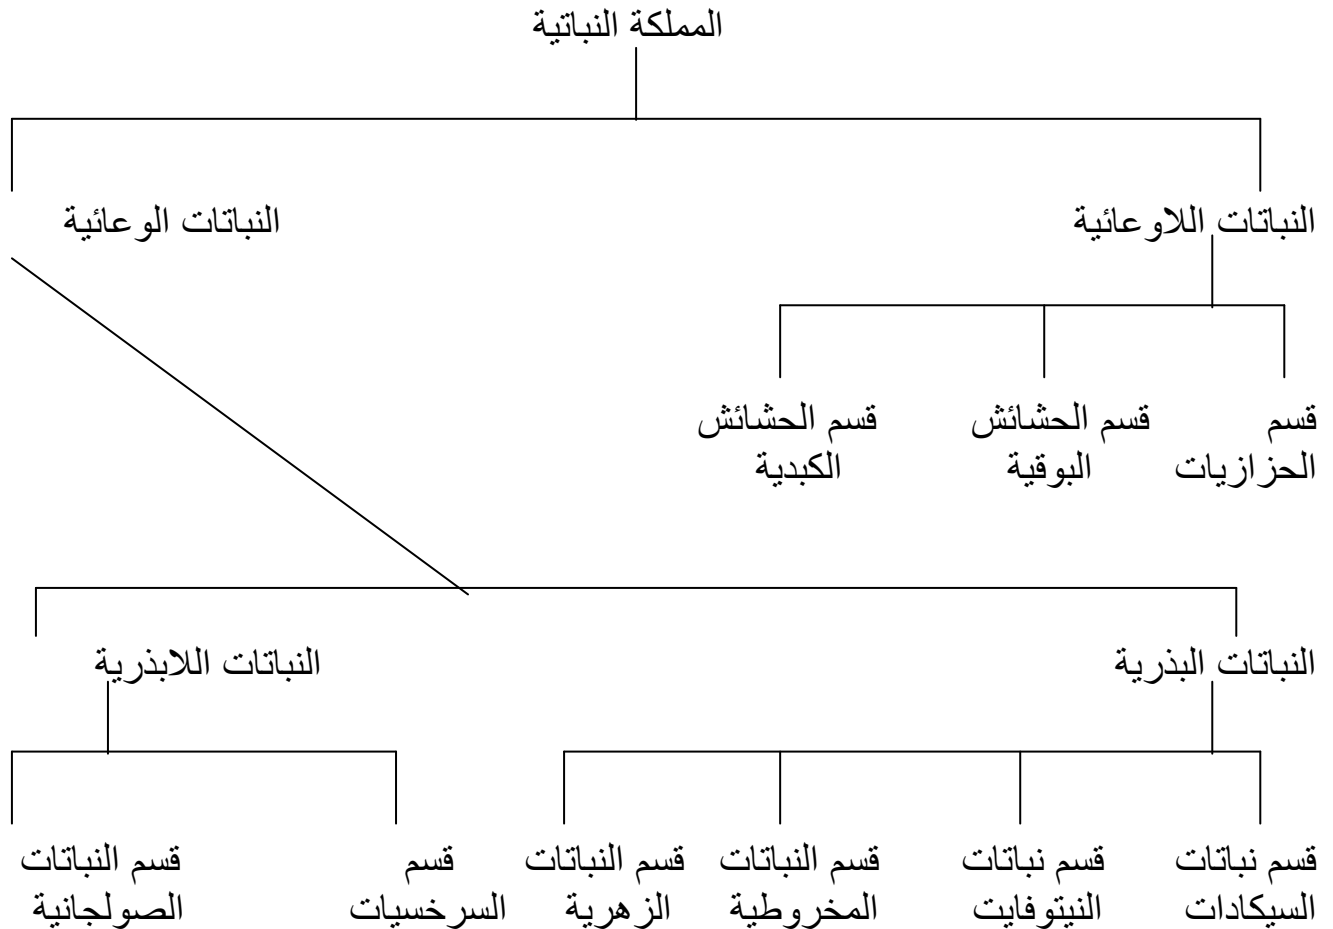 المملكة النباتية
النباتات اللاوعائية
النباتات الوعائية
قسم
الحزازيات
قسم الحشائش
البوقية
قسم الحشائش
الكبدية
النباتات البذرية
النباتات اللابذرية
قسم نباتات
السيكادات
قسم نباتات
النيتوفايت
قسم النباتات
المخروطية
قسم النباتات
الزهرية
قسم
السرخسيات
قسم النباتات
الصولجانية